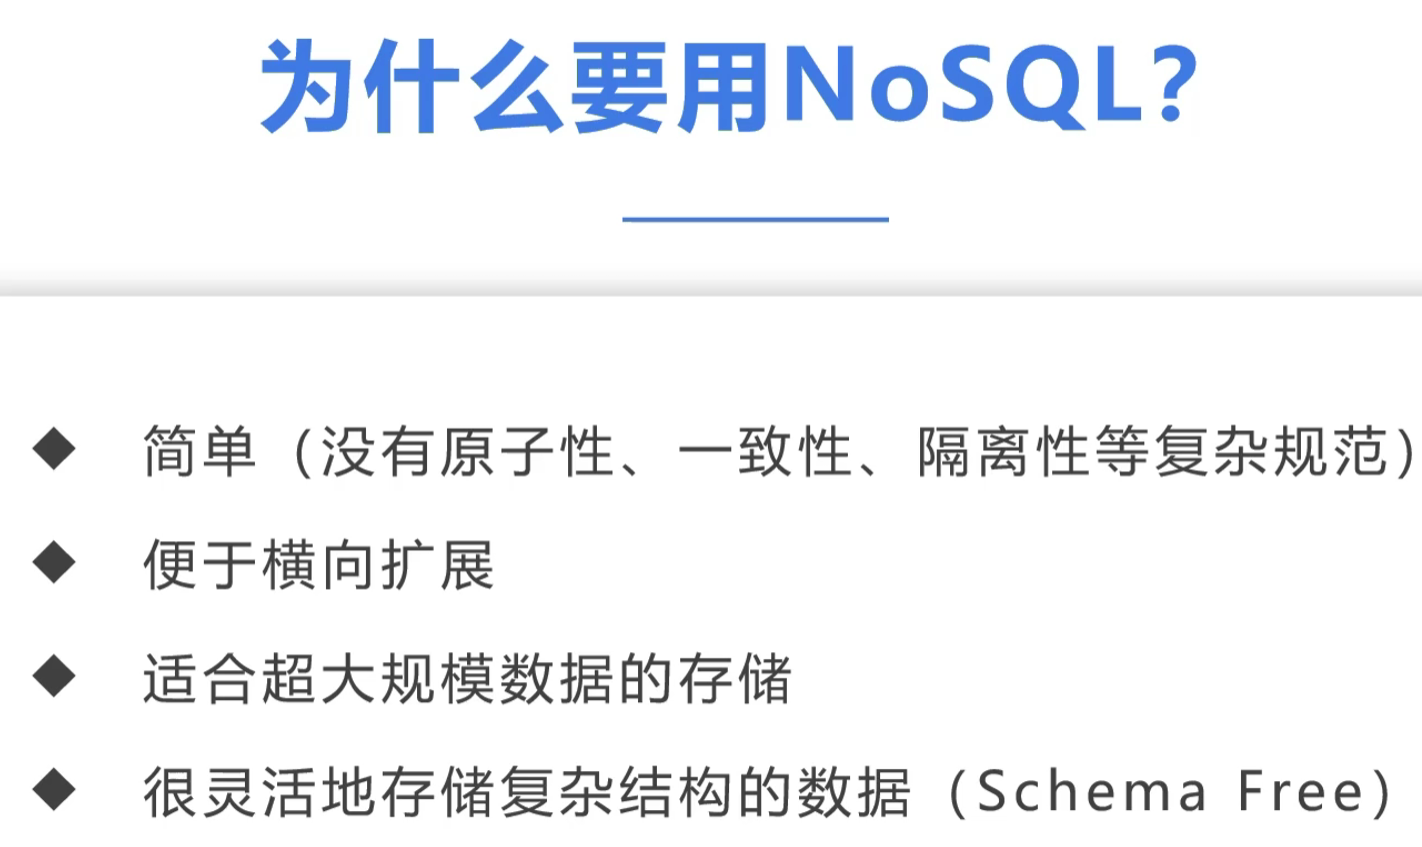 为什么要用NoSQL？
◆ 简单（没有原子性、一致性、隔离性等复杂规范）
◆ 便于横向扩展
◆ 适合超大规模数据的存储
◆ 很灵活地存储复杂结构的数据（Schema Free）